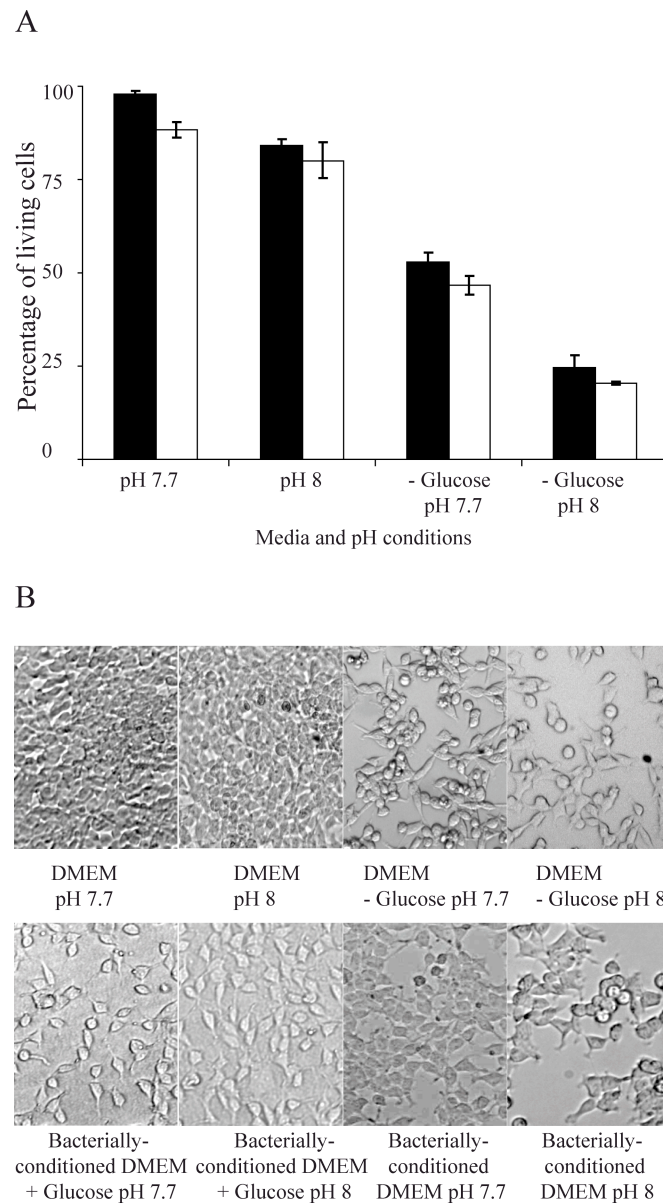 A
Percentage of living cells
100
75
50
25
0
pH 7.7
pH 8
- Glucose
pH 7.7
- Glucose
pH 8
Media and pH conditions
B
DMEM
pH 7.7
DMEM
pH 8
DMEM
- Glucose pH 7.7
DMEM
- Glucose pH 8
Bacterially-
conditioned DMEM
+ Glucose pH 7.7
Bacterially-
conditioned DMEM
+ Glucose pH 8
Bacterially-
conditioned
DMEM pH 7.7
Bacterially-
conditioned
DMEM pH 8